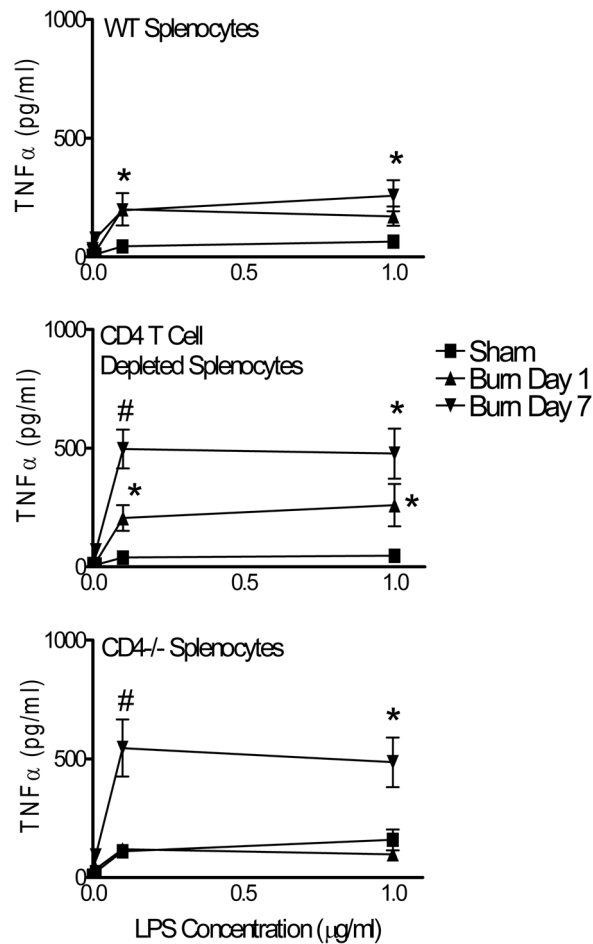 1000
WT Splenocytes
TNFα (pg/ml)
500
*
*
0
0.0
0.5
1.0
1000
CD4 T Cell
Depleted Splenocytes
TNFα (pg/ml)
#
*
500
*
*
0
0.0
0.5
1.0
Sham
Burn Day 1
Burn Day 7
1000
CD4-/- Splenocytes
TNFα (pg/ml)
#
*
500
0
0.0
0.5
1.0
LPS Concentration (μg/ml)